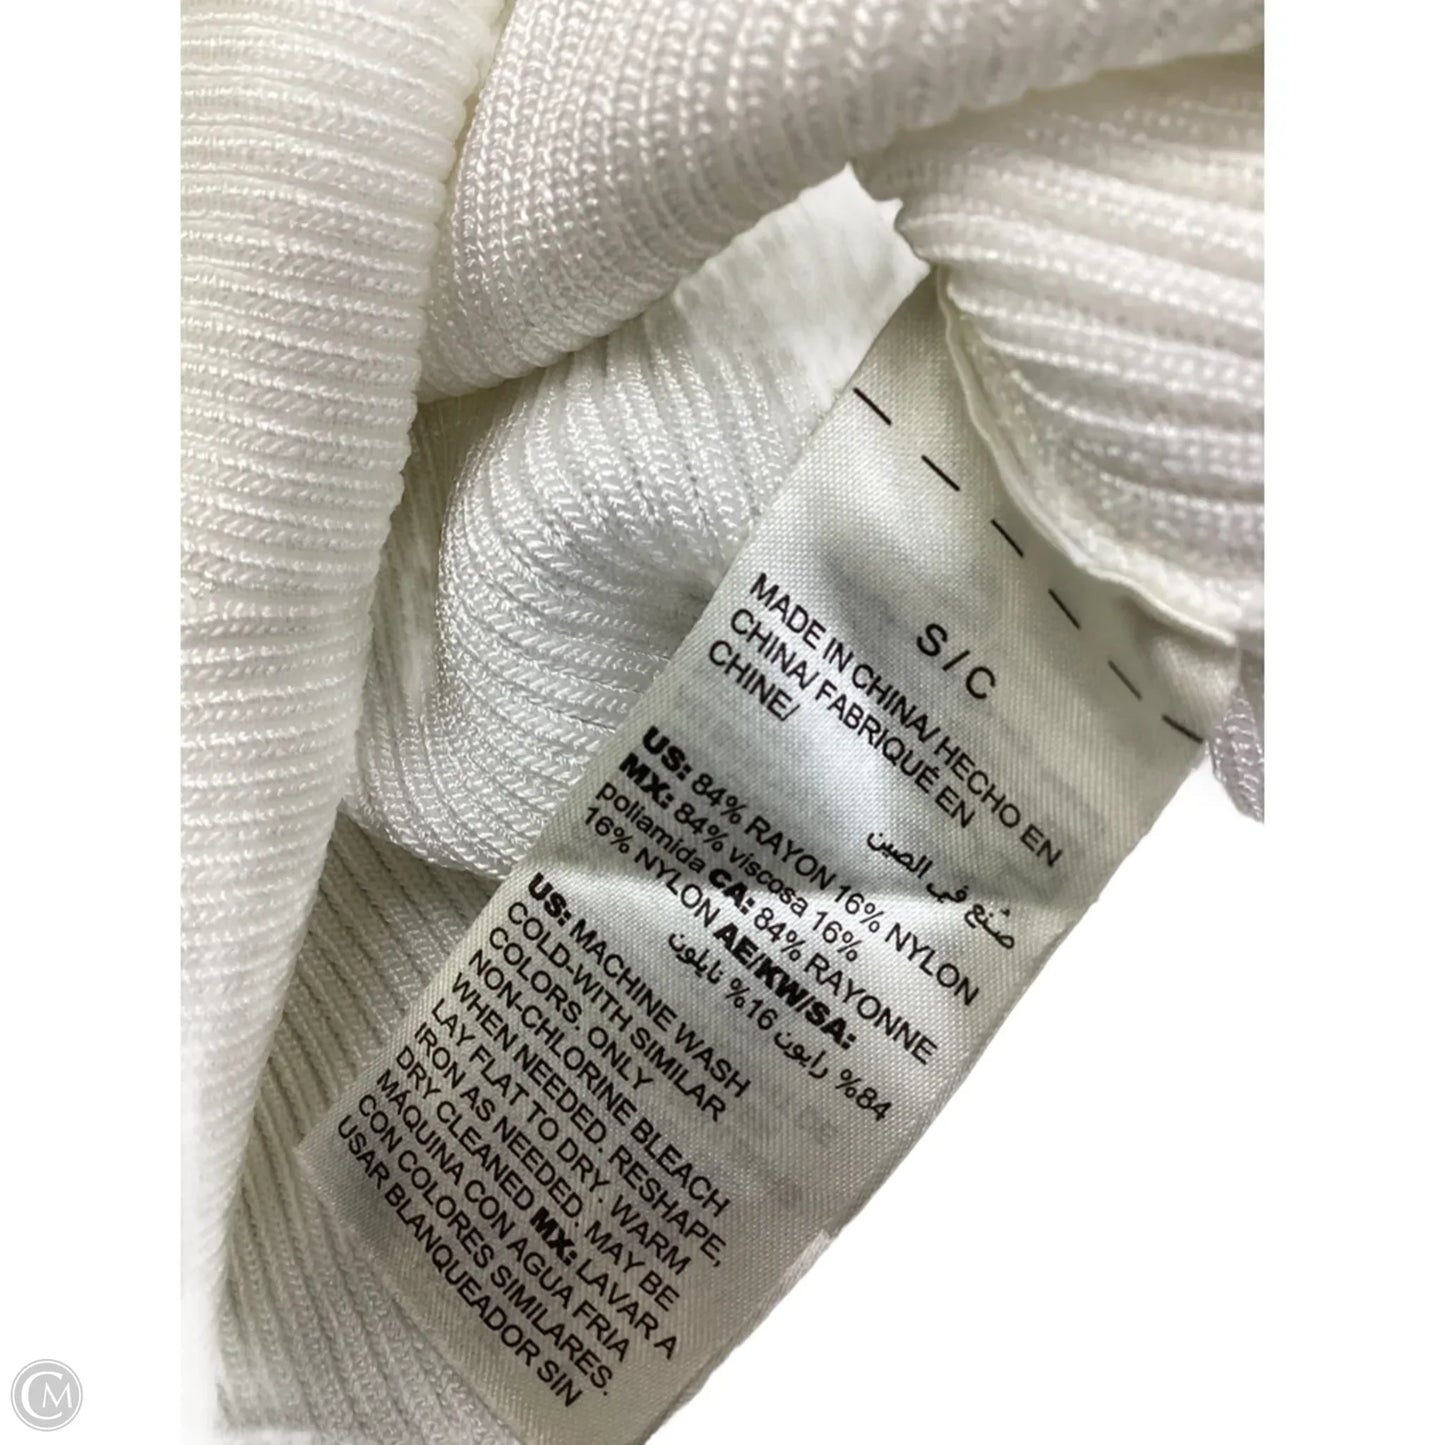 S / C
MADE IN CHINA/ HECHO EN
CHINA/ FABRIQUÉ EN
CHINE/
صُنع في الصين
US: 84% RAYON 16% NYLON
MX: 84% viscosa 16%
poliamida CA: 84% RAYONNE
16% NYLON AE/KW/SA:
84% رايون 16% نايلون
US: MACHINE WASH
COLD-WITH SIMILAR
COLORS. ONLY
NON-CHLORINE BLEACH
WHEN NEEDED. RESHAPE,
LAY FLAT TO DRY. WARM
IRON AS NEEDED. MAY BE
DRY CLEANED MX: LAVAR A
MÁQUINA CON AGUA FRIA
CON COLORES SIMILARES.
USAR BLANQUEADOR SIN
CM